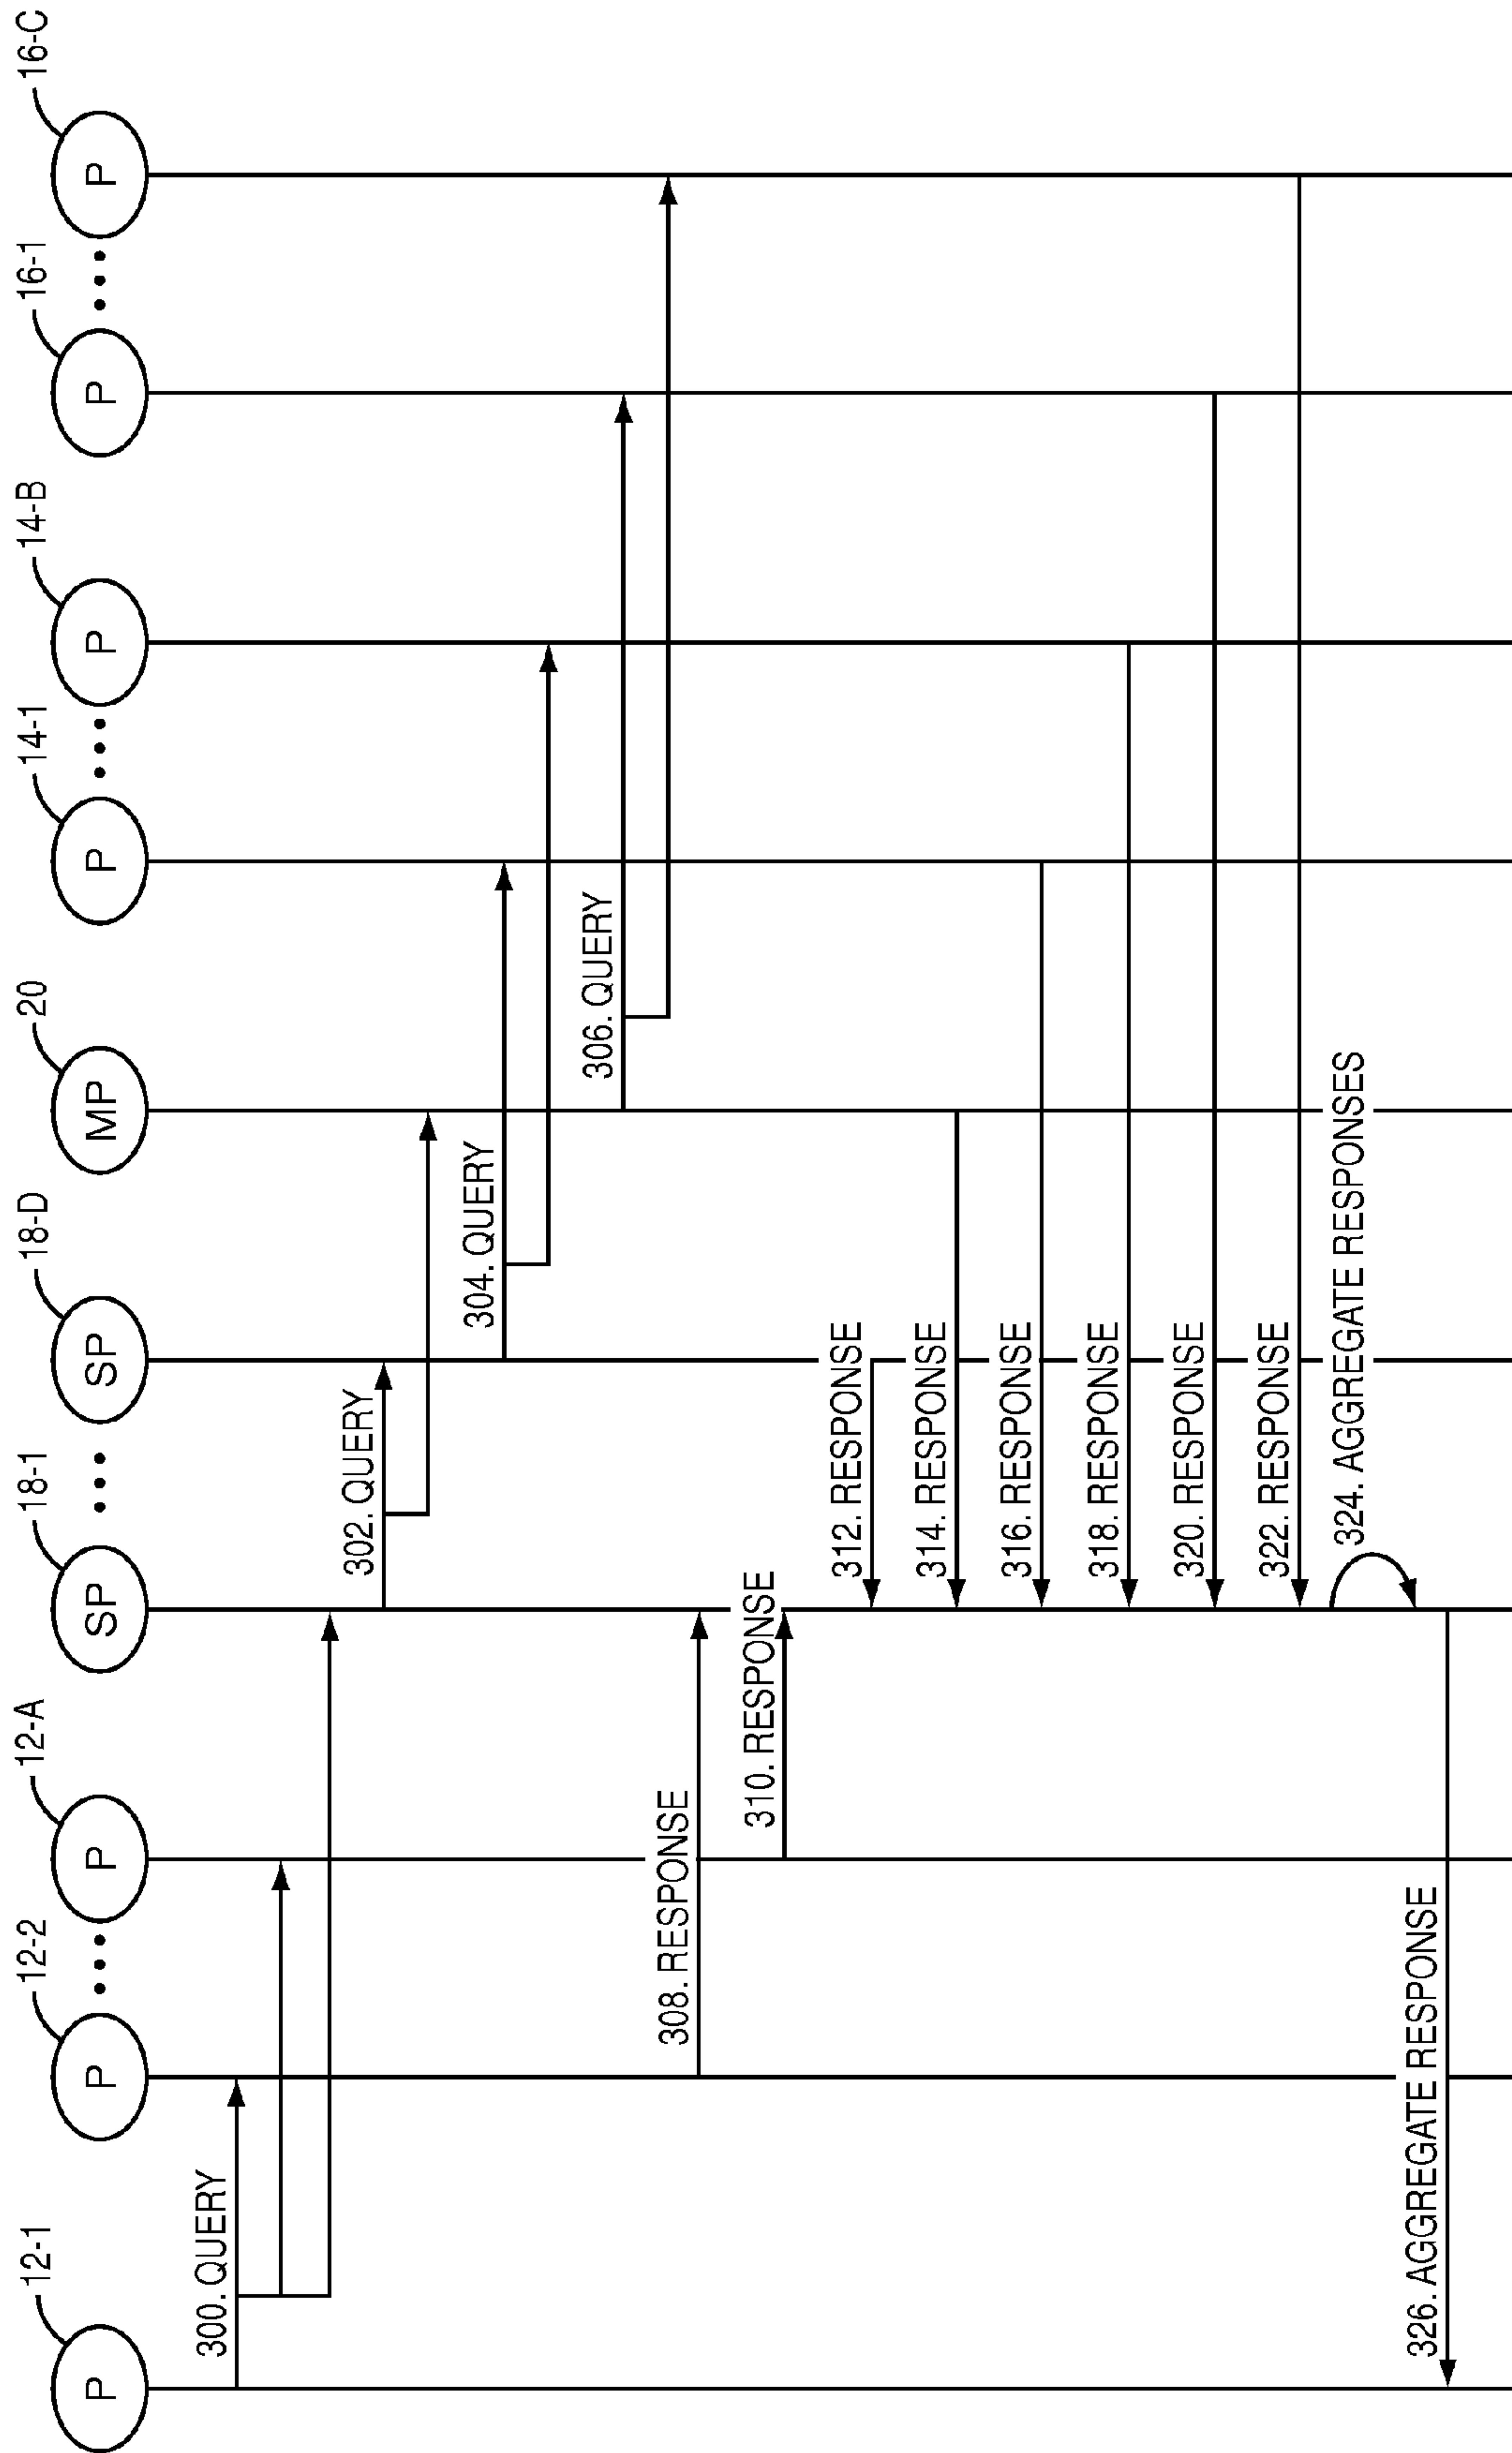 12-1
12-2
12-A
18-1
18-D
20
14-1
14-B
16-1
16-C
P
P
P
SP
SP
MP
P
P
P
P
300. QUERY
302. QUERY
304. QUERY
306. QUERY
308. RESPONSE
310. RESPONSE
312. RESPONSE
314. RESPONSE
316. RESPONSE
318. RESPONSE
320. RESPONSE
322. RESPONSE
324. AGGREGATE RESPONSES
326. AGGREGATE RESPONSE